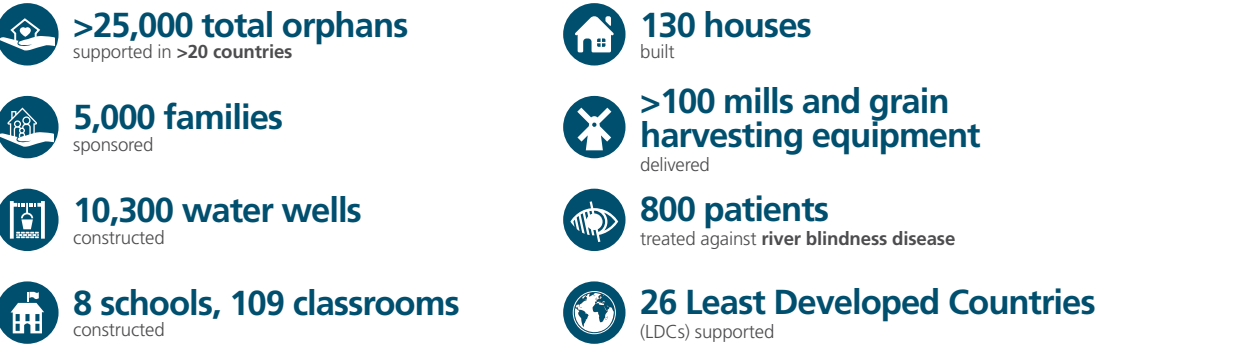 >25,000 total orphans
supported in >20 countries
5,000 families
sponsored
10,300 water wells
constructed
8 schools, 109 classrooms
constructed
130 houses
built
>100 mills and grain
harvesting equipment
delivered
800 patients
treated against river blindness disease
26 Least Developed Countries
(LDCs) supported